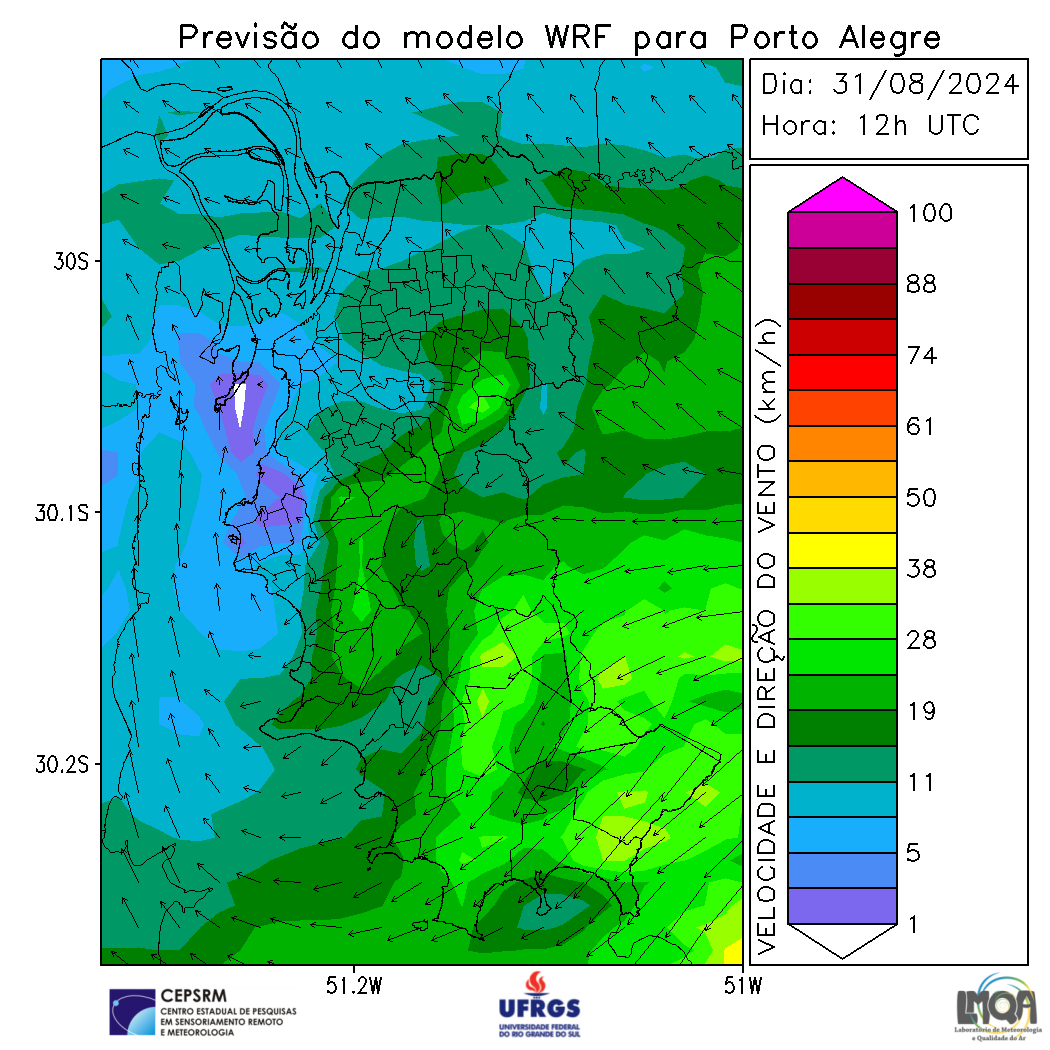 Previsão do modelo WRF para Porto Alegre
Dia: 31/08/2024
Hora: 12h UTC
30S
30.1S
30.2S
51.2W
51W
VELOCIDADE E DIREÇÃO DO VENTO (km/h)
100
88
74
61
50
38
28
19
11
5
1
CEPSRM
CENTRO ESTADUAL DE PESQUISAS
EM SENSORIAMENTO REMOTO
E METEOROLOGIA
UFRGS
UNIVERSIDADE FEDERAL
DO RIO GRANDE DO SUL
LMQA
Laboratório de Meteorologia
e Qualidade do Ar